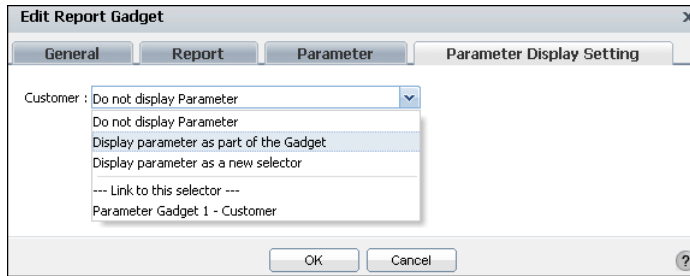 Edit Report Gadget
General Report Parameter Parameter Display Setting
Customer : Do not display Parameter
Do not display Parameter
Display parameter as part of the Gadget
Display parameter as a new selector
--- Link to this selector ---
Parameter Gadget 1 - Customer
OK Cancel ?